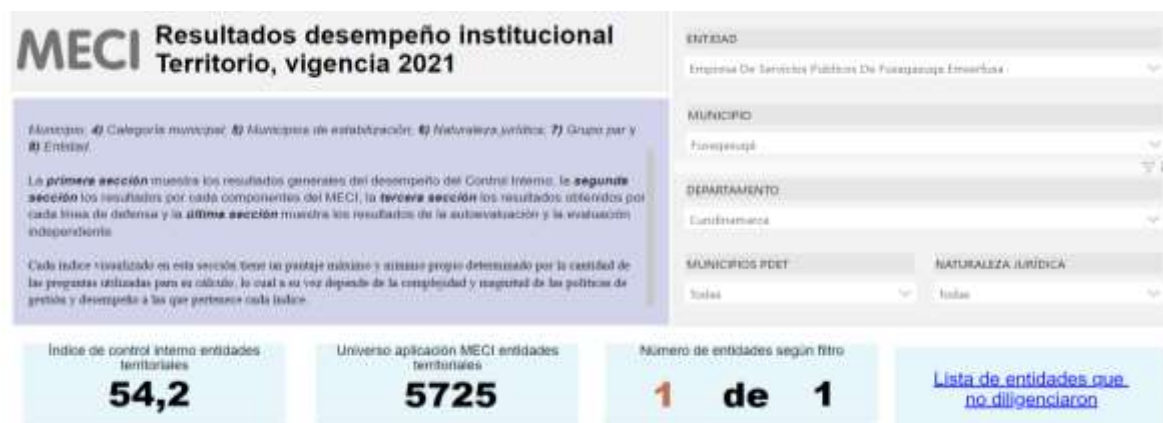 MECI
Resultados desempeño institucional
Territorio, vigencia 2021
Municipio; 4) Categoría municipal; 5) Municipios de estabilización; 6) Naturaleza jurídica; 7) Grupo par y
8) Entidad.
La primera sección muestra los resultados generales del desempeño del Control Interno, la segunda
sección los resultados por cada componentes del MECI, la tercera sección los resultados obtenidos por
cada línea de defensa y la última sección muestra los resultados de la autoevaluación y la evaluación
independiente.
Cada índice visualizado en esta sección tiene un puntaje máximo y mínimo propio determinado por la cantidad de
las preguntas utilizadas para su cálculo, lo cual a su vez depende de la complejidad y magnitud de las políticas de
gestión y desempeño a las que pertenece cada índice.
ENTIDAD
Empresa De Servicios Públicos De Fusagasuga Emserfusa
MUNICIPIO
Fusagasugá
DEPARTAMENTO
Cundinamarca
MUNICIPIOS PDET
Todas
NATURALEZA JURÍDICA
Todas
Índice de control interno entidades
territoriales
54,2
Universo aplicación MECI entidades
territoriales
5725
Número de entidades según filtro
1 de 1
Lista de entidades que
no diligenciaron